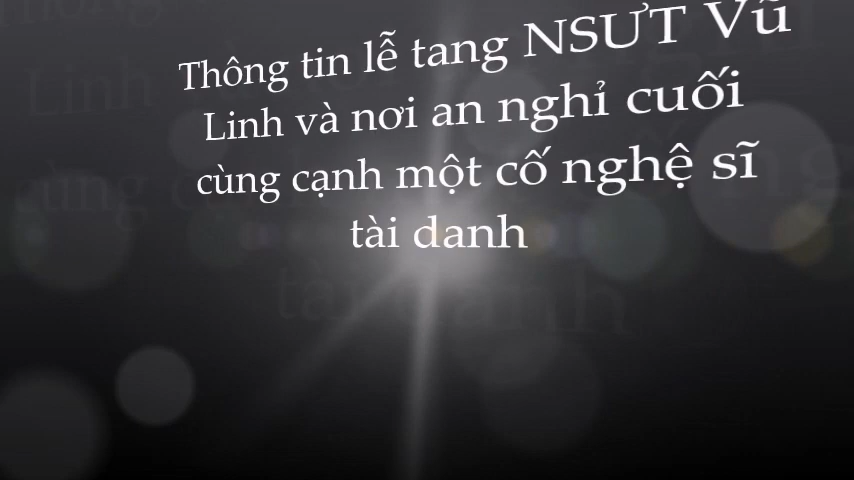 Thông tin lễ tang NSƯT Vũ
Linh và nơi an nghỉ cuối
cùng cạnh một cố nghệ sĩ
tài danh